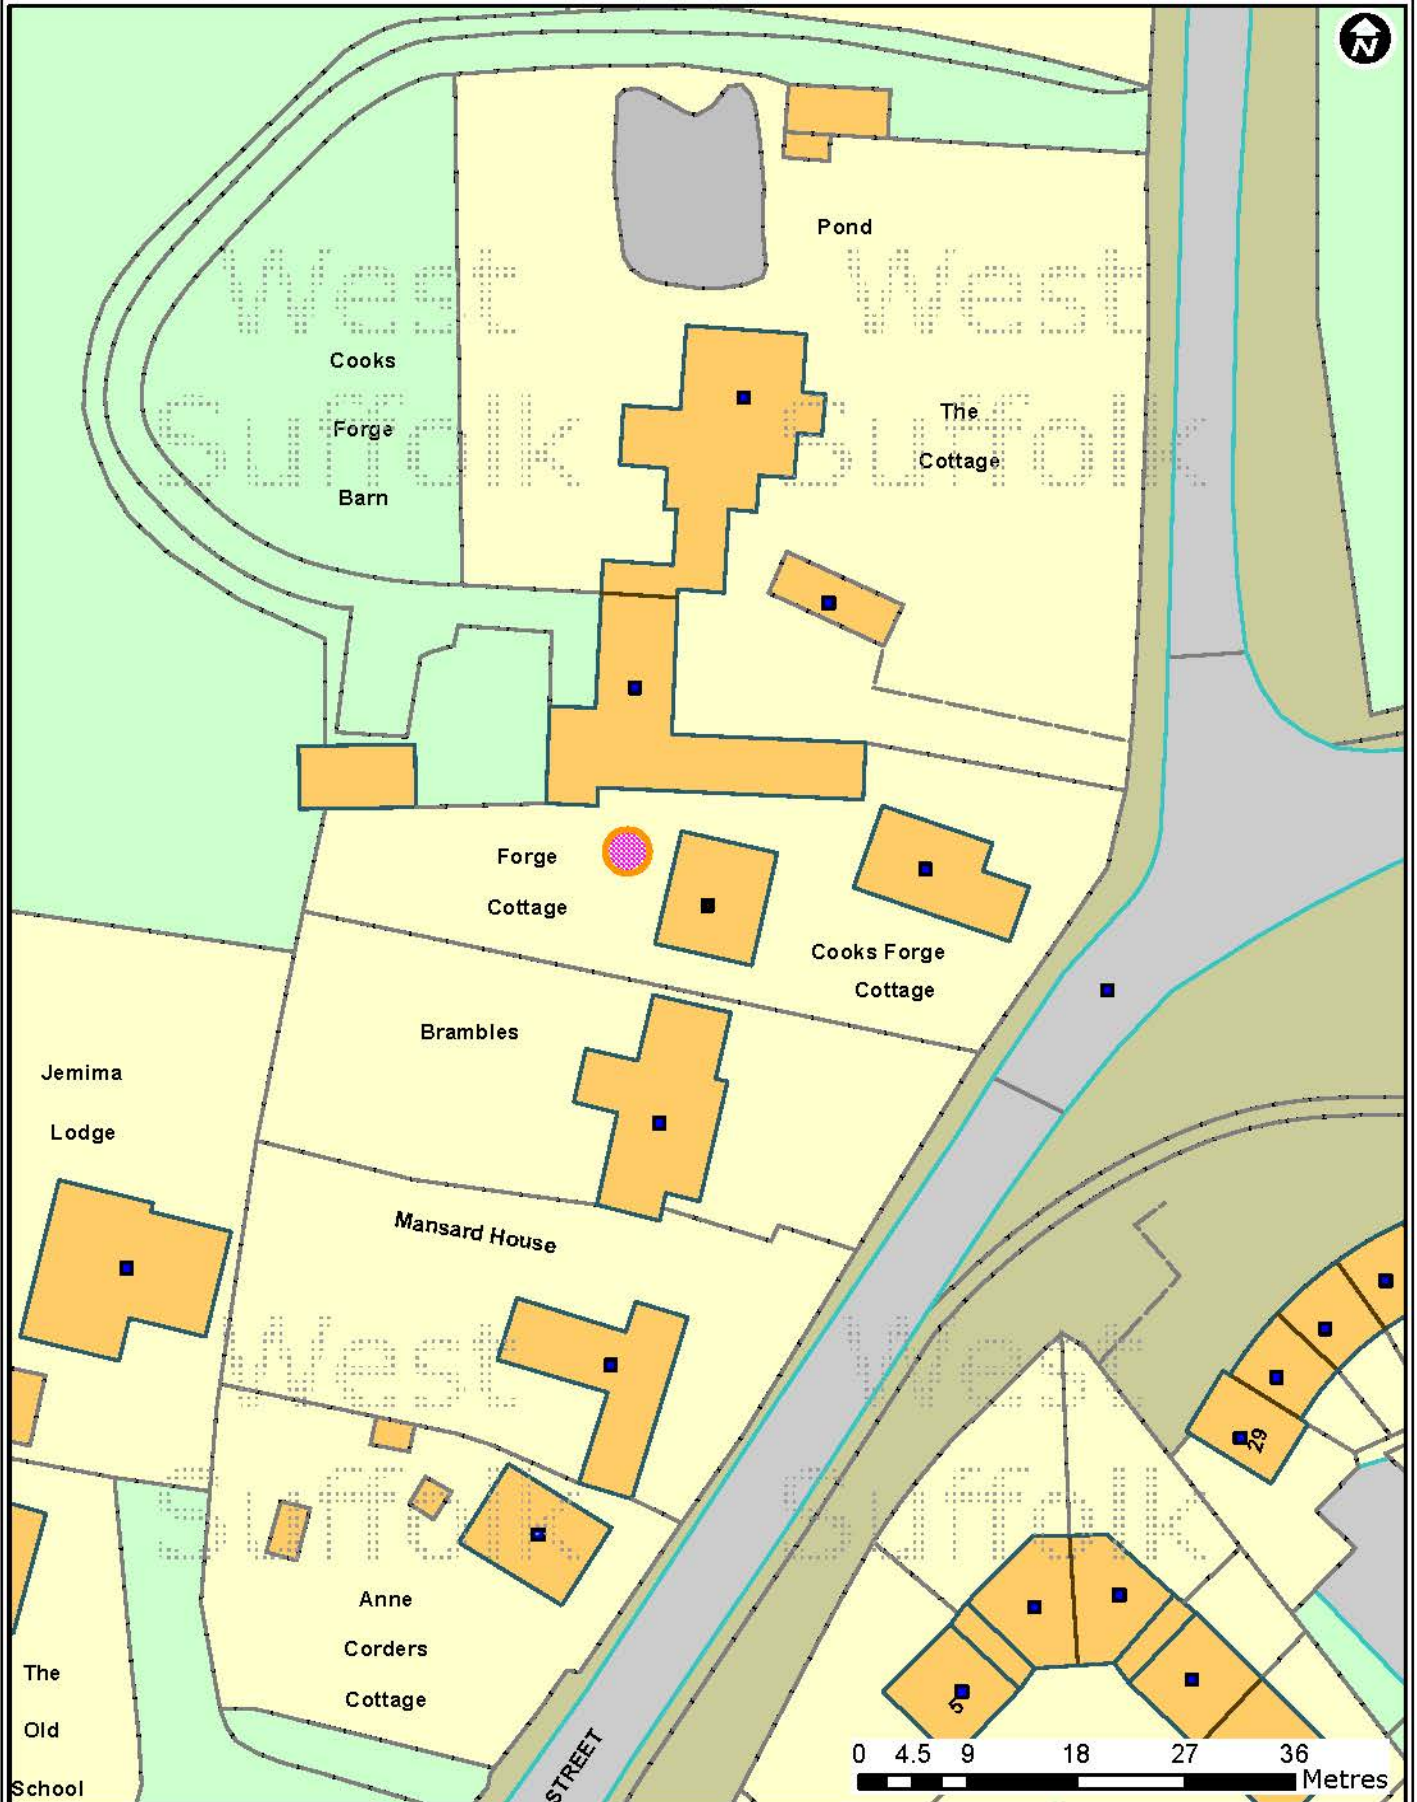 N
Pond
West
West
Cooks
Forge
Barn
The
Cottage
Suffolk
Suffolk
Forge
Cottage
Cooks Forge
Cottage
Brambles
Jemima
Lodge
Mansard House
West
West
29
Suffolk
Suffolk
Anne
Corders
Cottage
The
Old
School
5
STREET
0 4.5 9 18 27 36
Metres